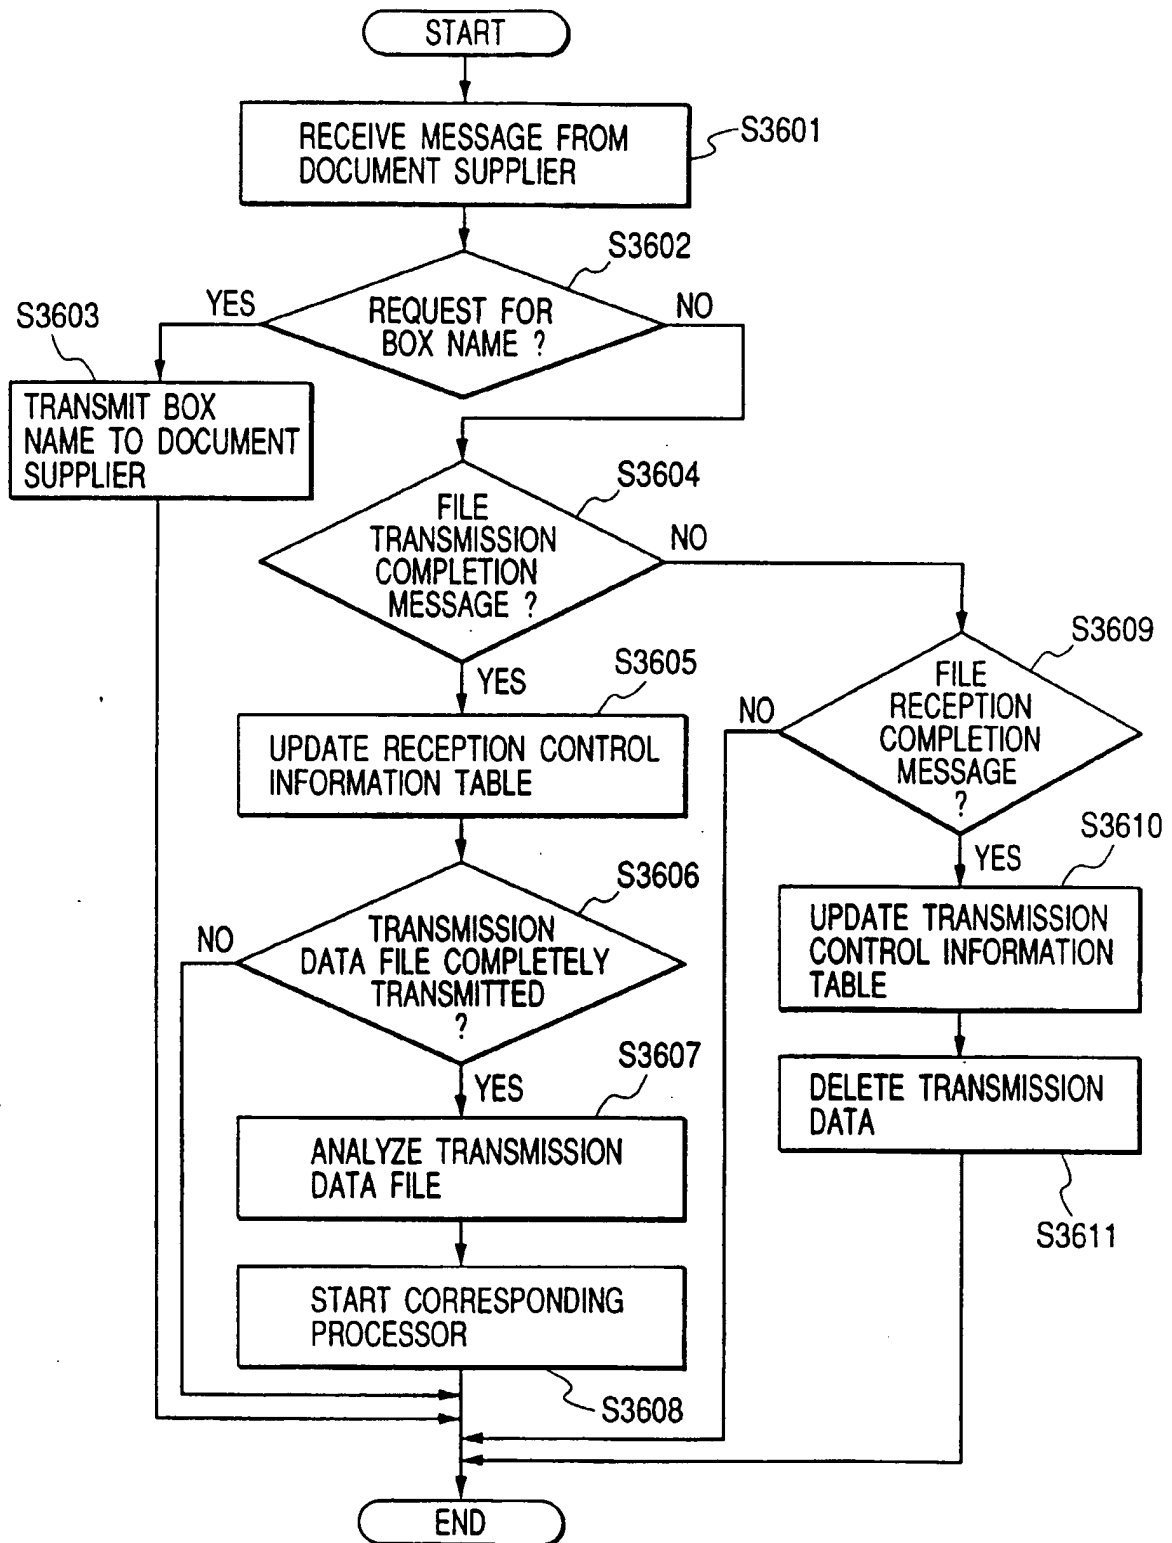 START
RECEIVE MESSAGE FROM
DOCUMENT SUPPLIER
S3601
S3602
REQUEST FOR
BOX NAME ?
YES
NO
S3603
TRANSMIT BOX
NAME TO DOCUMENT
SUPPLIER
S3604
FILE
TRANSMISSION
COMPLETION
MESSAGE ?
NO
YES
S3605
UPDATE RECEPTION CONTROL
INFORMATION TABLE
S3606
TRANSMISSION
DATA FILE COMPLETELY
TRANSMITTED
?
NO
YES
S3607
ANALYZE TRANSMISSION
DATA FILE
START CORRESPONDING
PROCESSOR
S3608
S3609
FILE
RECEPTION
COMPLETION
MESSAGE
?
NO
YES
S3610
UPDATE TRANSMISSION
CONTROL INFORMATION
TABLE
DELETE TRANSMISSION
DATA
S3611
END